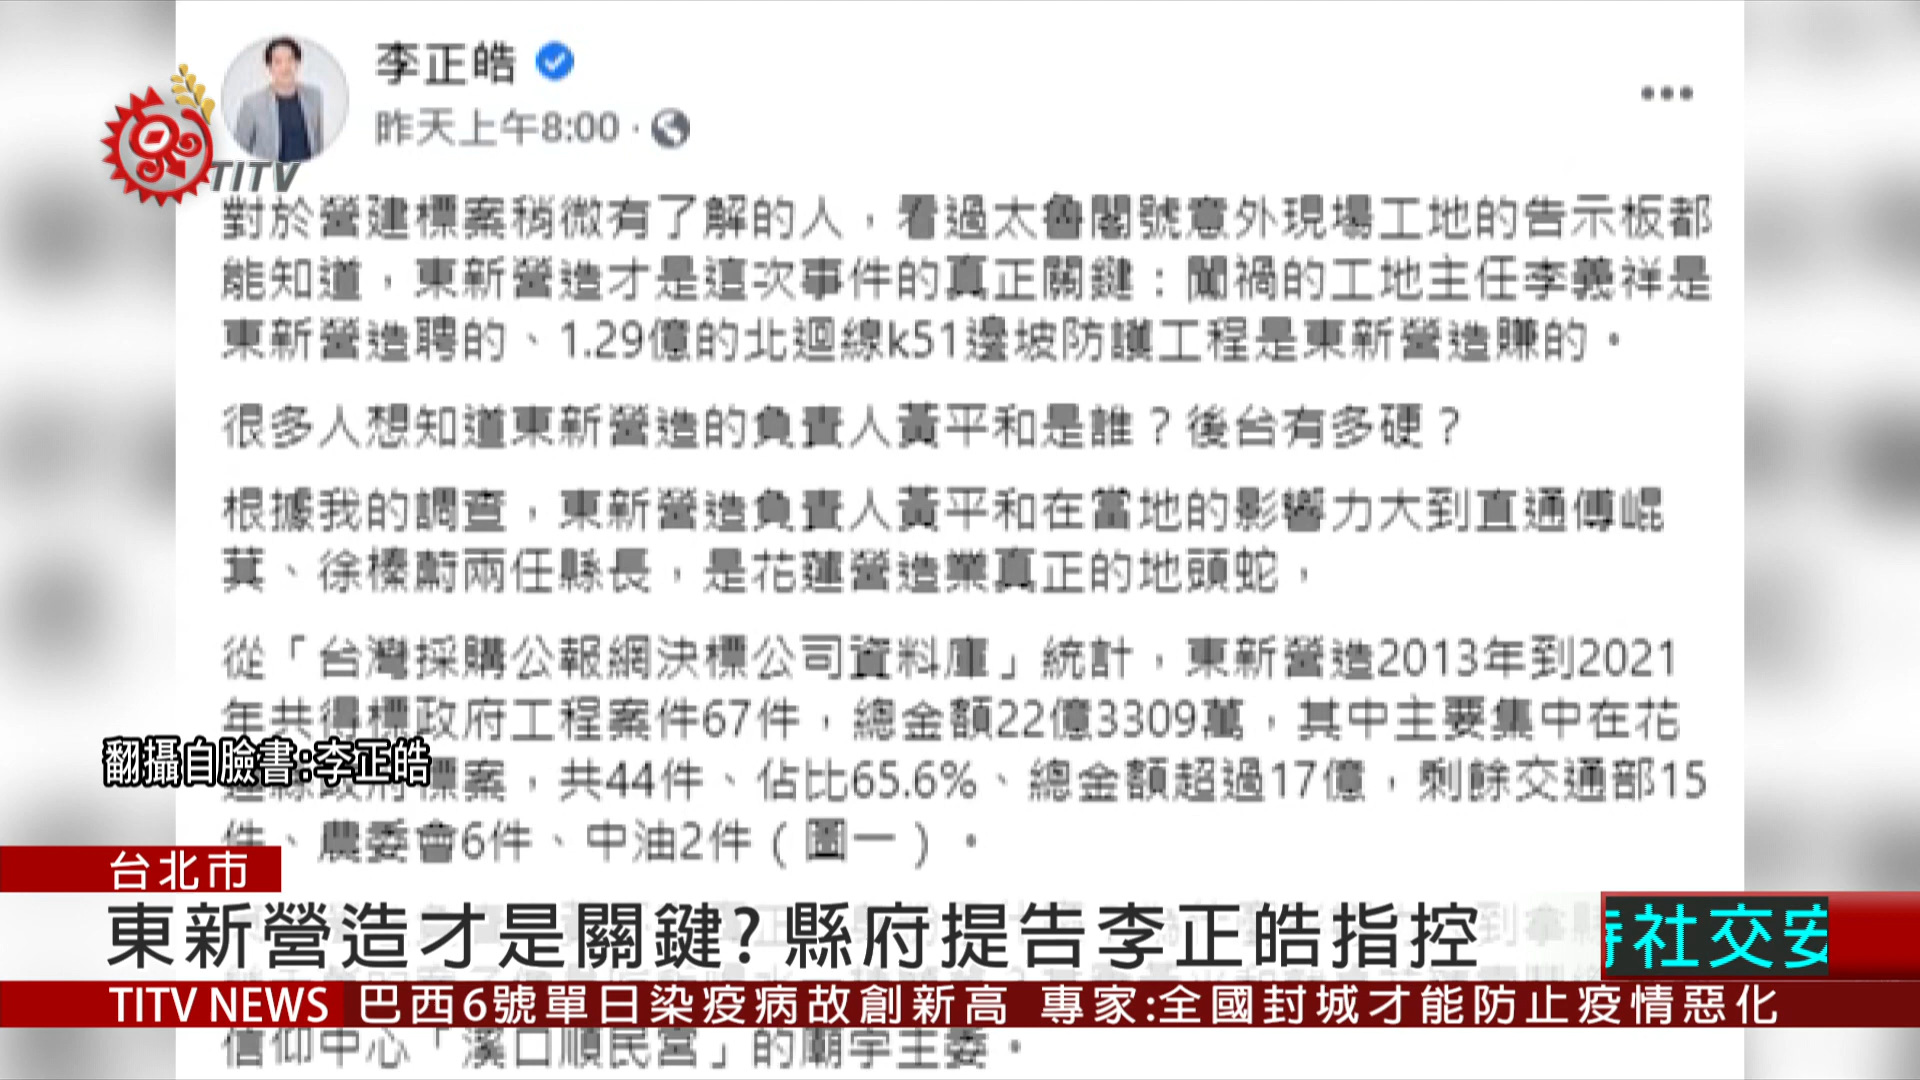 李正皓
昨天上午8:00
TITV
對於營建標案稍微有了解的人，看過太魯閣號意外現場工地的告示板都
能知道，東新營造才是這次事件的真正關鍵：闖禍的工地主任李義祥是
東新營造聘的、1.29億的北迴線k51邊坡防護工程是東新營造賺的。
很多人想知道東新營造的負責人黃平和是誰？後台有多硬？
根據我的調查，東新營造負責人黃平和在當地的影響力大到直通傅崐
萁、徐榛蔚兩任縣長，是花蓮營造業真正的地頭蛇，
從「台灣採購公報網決標公司資料庫」統計，東新營造2013年到2021
年共得標政府工程案件67件，總金額22億3309萬，其中主要集中在花
蓮縣政府標案，共44件、佔比65.6%、總金額超過17億，剩餘交通部15
件、農委會6件、中油2件（圖一）。
翻攝自臉書:李正皓
台北市
東新營造才是關鍵?縣府提告李正皓指控
社交安
TITV NEWS 巴西6號單日染疫病故創新高 專家:全國封城才能防止疫情惡化
信仰中心「溪口順民宮」的廟宇主委。